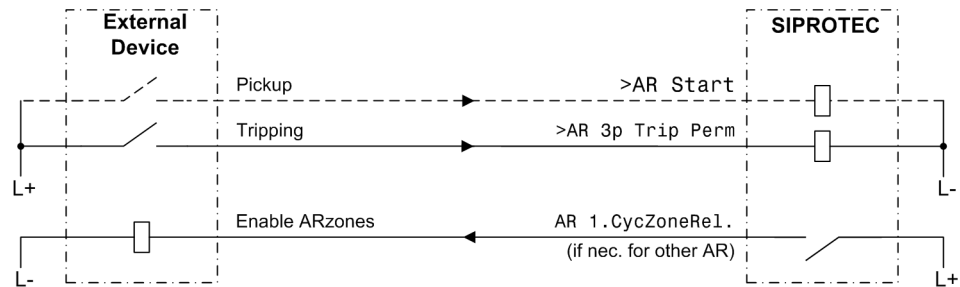 External
Device
SIPROTEC
Pickup
>AR Start
Tripping
>AR 3p Trip Perm
L+
L-
Enable ARzones
AR 1.CycZoneRel.
(if nec. for other AR)
L-
L+